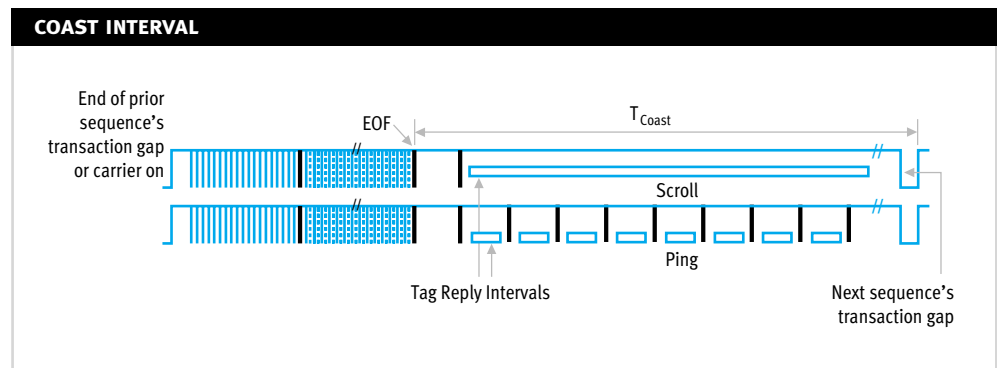 COAST INTERVAL
End of prior
sequence's
transaction gap
or carrier on
EOF
T Coast
Scroll
Ping
Tag Reply Intervals
Next sequence's
transaction gap